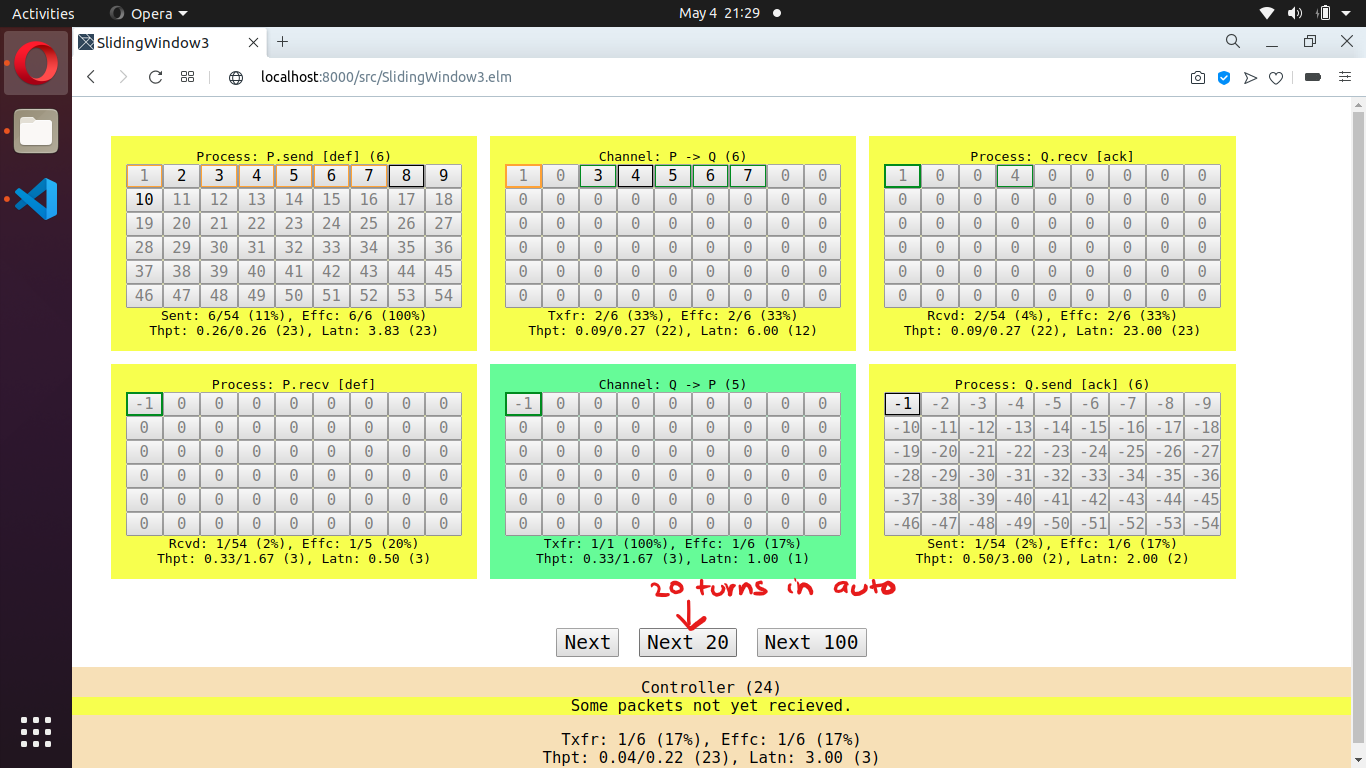 Activities Opera May 4 21:29
SlidingWindow3
localhost:8000/src/SlidingWindow3.elm
Process: P.send [def] (6)
1 2 3 4 5 6 7 8 9
10 11 12 13 14 15 16 17 18
19 20 21 22 23 24 25 26 27
28 29 30 31 32 33 34 35 36
37 38 39 40 41 42 43 44 45
46 47 48 49 50 51 52 53 54
Sent: 6/54 (11%), Effc: 6/6 (100%)
Thpt: 0.26/0.26 (23), Latn: 3.83 (23)
Channel: P -> Q (6)
1 0 3 4 5 6 7 0 0
0 0 0 0 0 0 0 0 0
0 0 0 0 0 0 0 0 0
0 0 0 0 0 0 0 0 0
0 0 0 0 0 0 0 0 0
0 0 0 0 0 0 0 0 0
Txfr: 2/6 (33%), Effc: 2/6 (33%)
Thpt: 0.09/0.27 (22), Latn: 6.00 (12)
Process: Q.recv [ack]
1 0 0 4 0 0 0 0 0
0 0 0 0 0 0 0 0 0
0 0 0 0 0 0 0 0 0
0 0 0 0 0 0 0 0 0
0 0 0 0 0 0 0 0 0
0 0 0 0 0 0 0 0 0
Rcvd: 2/54 (4%), Effc: 2/6 (33%)
Thpt: 0.09/0.27 (22), Latn: 23.00 (23)
Process: P.recv [def]
-1 0 0 0 0 0 0 0 0
0 0 0 0 0 0 0 0 0
0 0 0 0 0 0 0 0 0
0 0 0 0 0 0 0 0 0
0 0 0 0 0 0 0 0 0
0 0 0 0 0 0 0 0 0
Rcvd: 1/54 (2%), Effc: 1/5 (20%)
Thpt: 0.33/1.67 (3), Latn: 0.50 (3)
Channel: Q -> P (5)
-1 0 0 0 0 0 0 0 0
0 0 0 0 0 0 0 0 0
0 0 0 0 0 0 0 0 0
0 0 0 0 0 0 0 0 0
0 0 0 0 0 0 0 0 0
0 0 0 0 0 0 0 0 0
Txfr: 1/1 (100%), Effc: 1/6 (17%)
Thpt: 0.33/1.67 (3), Latn: 1.00 (1)
Process: Q.send [ack] (6)
-1 -2 -3 -4 -5 -6 -7 -8 -9
-10 -11 -12 -13 -14 -15 -16 -17 -18
-19 -20 -21 -22 -23 -24 -25 -26 -27
-28 -29 -30 -31 -32 -33 -34 -35 -36
-37 -38 -39 -40 -41 -42 -43 -44 -45
-46 -47 -48 -49 -50 -51 -52 -53 -54
Sent: 1/54 (2%), Effc: 1/6 (17%)
Thpt: 0.50/3.00 (2), Latn: 2.00 (2)
20 turns in auto
Next Next 20 Next 100
Controller (24)
Some packets not yet recieved.
Txfr: 1/6 (17%), Effc: 1/6 (17%)
Thpt: 0.04/0.22 (23), Latn: 3.00 (3)